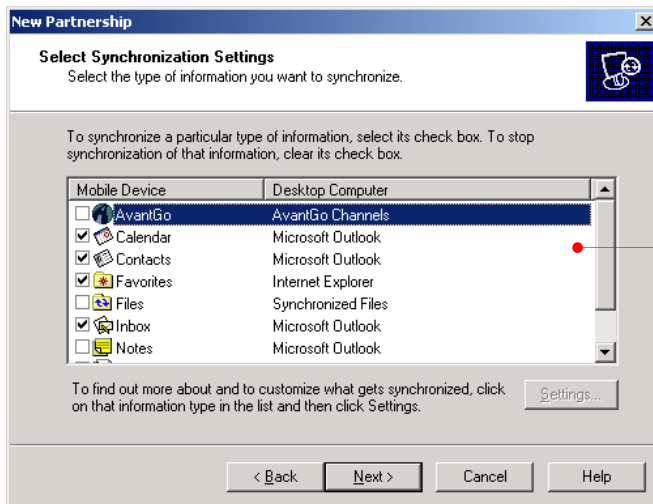 New Partnership
Select Synchronization Settings
Select the type of information you want to synchronize.
To synchronize a particular type of information, select its check box. To stop
synchronization of that information, clear its check box.
Mobile Device Desktop Computer
AvantGo AvantGo Channels
Calendar Microsoft Outlook
Contacts Microsoft Outlook
Favorites Internet Explorer
Files Synchronized Files
Inbox Microsoft Outlook
Notes Microsoft Outlook
To find out more about and to customize what gets synchronized, click
on that information type in the list and then click Settings.
Settings...
< Back Next > Cancel Help